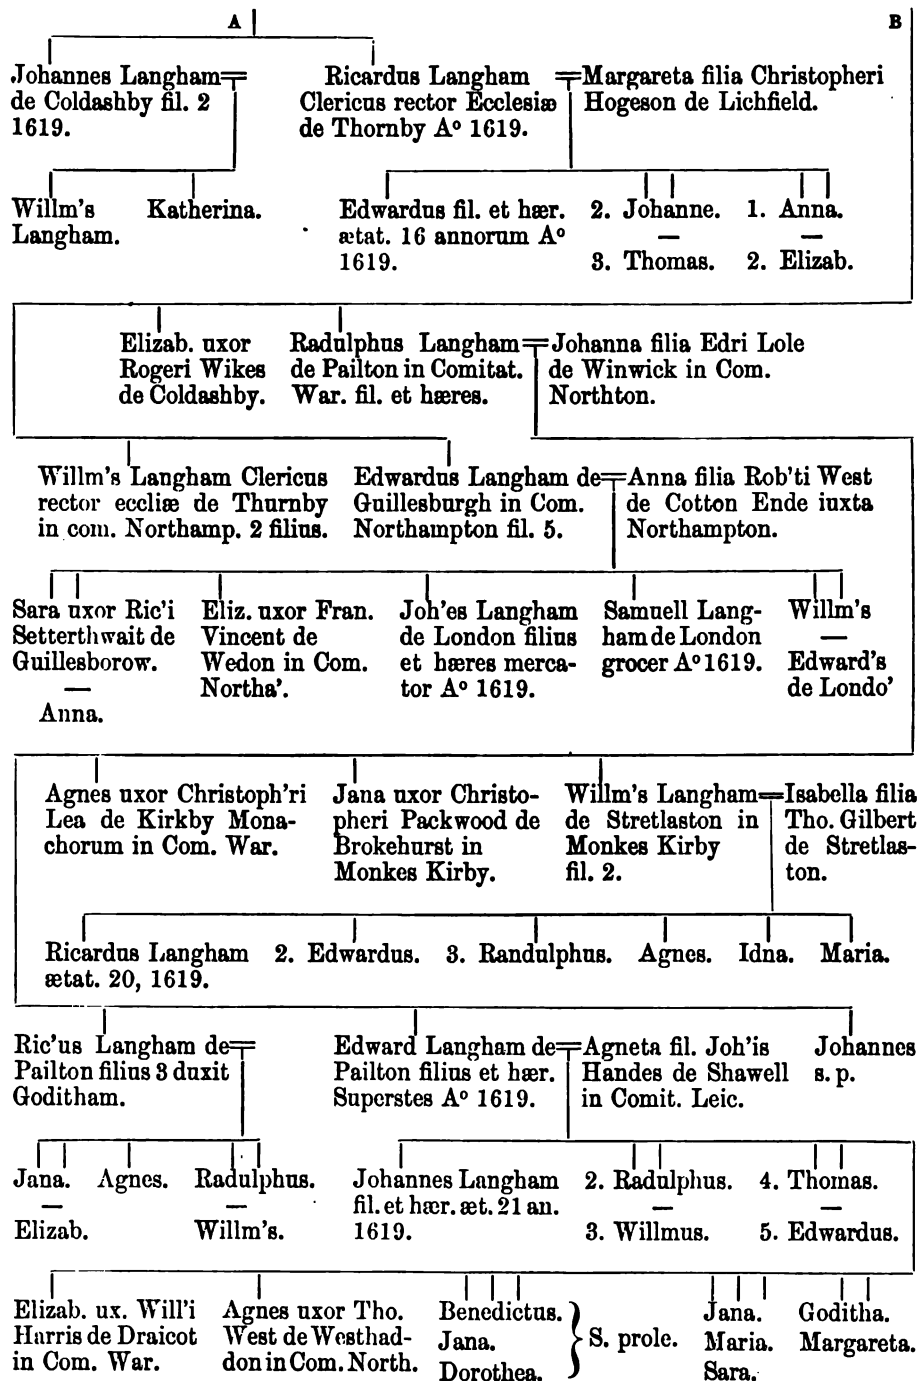 A B
Johannes Langham
de Coldashby fil. 2
1619.
Ricardus Langham
Clericus rector Ecclesiæ
de Thornby Aº 1619.
Margareta filia Christopheri
Hogeson de Lichfield.
Willm's
Langham.
Katherina.
Edwardus fil. et hær.
ætat. 16 annorum Aº
1619.
2. Johanne.
—
3. Thomas.
1. Anna.
—
2. Elizab.
Elizab. uxor
Rogeri Wikes
de Coldashby.
Radulphus Langham
de Pailton in Comitat.
War. fil. et hæres.
Johanna filia Edri Lole
de Winwick in Com.
Northton.
Willm's Langham Clericus
rector eccliæ de Thurnby
in com. Northamp. 2 filius.
Edwardus Langham de
Guillesburgh in Com.
Northampton fil. 5.
Anna filia Rob'ti West
de Cotton Ende iuxta
Northampton.
Sara uxor Ric'i
Setterthwait de
Guillesborow.
—
Anna.
Eliz. uxor Fran.
Vincent de
Wedon in Com.
Northa'.
Joh'es Langham
de London filius
et hæres merca-
tor Aº 1619.
Samuell Lang-
ham de London
grocer Aº 1619.
Willm's
—
Edward's
de Londo'
Agnes uxor Christoph'ri
Lea de Kirkby Mona-
chorum in Com. War.
Jana uxor Christo-
pheri Packwood de
Brokehurst in
Monkes Kirby.
Willm's Langham
de Stretlaston in
Monkes Kirby
fil. 2.
Isabella filia
Tho. Gilbert
de Stretlas-
ton.
Ricardus Langham
ætat. 20, 1619.
2. Edwardus.
3. Randulphus.
Agnes.
Idna.
Maria.
Ric'us Langham de
Pailton filius 3 duxit
Goditham.
Edward Langham de
Pailton filius et hær.
Superstes Aº 1619.
Agneta fil. Joh'is
Handes de Shawell
in Comit. Leic.
Johannes
s. p.
Jana.
—
Elizab.
Agnes.
Radulphus.
—
Willm's.
Johannes Langham
fil. et hær. æt. 21 an.
1619.
2. Radulphus.
—
3. Willmus.
4. Thomas.
—
5. Edwardus.
Elizab. ux. Will'i
Harris de Draicot
in Com. War.
Agnes uxor Tho.
West de Westhad-
don in Com. North.
Benedictus.
Jana.
Dorothea.
S. prole.
Jana.
Maria.
Sara.
Goditha.
Margareta.